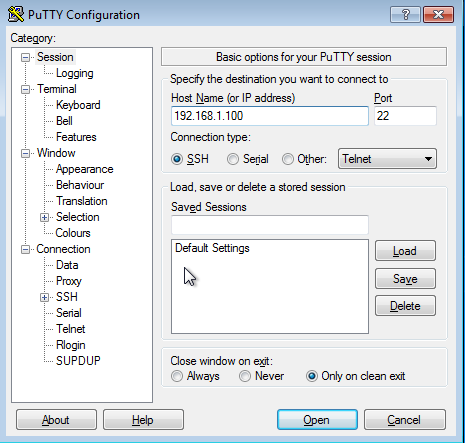 PuTTY Configuration
Category:
Session
Logging
Terminal
Keyboard
Bell
Features
Window
Appearance
Behaviour
Translation
Selection
Colours
Connection
Data
Proxy
SSH
Serial
Telnet
Rlogin
SUPDUP
Basic options for your PuTTY session
Specify the destination you want to connect to
Host Name (or IP address) Port
192.168.1.100 22
Connection type:
SSH Serial Other: Telnet
Load, save or delete a stored session
Saved Sessions
Default Settings
Load
Save
Delete
Close window on exit:
Always Never Only on clean exit
About Help Open Cancel